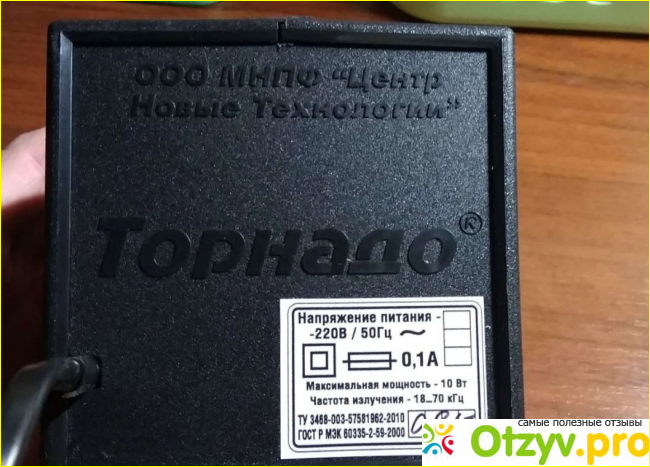 ООО МНПФ "Центр
Новые Технологии"
Торнадо®
Напряжение питания -
-220В / 50Гц ~
0,1А
Максимальная мощность - 10 Вт
Частота излучения - 18...70 кГц
ТУ 3468-003-57581962-2010
ГОСТ Р МЭК 60335-2-59-2000
самые полезные отзывы
Otzyv.pro